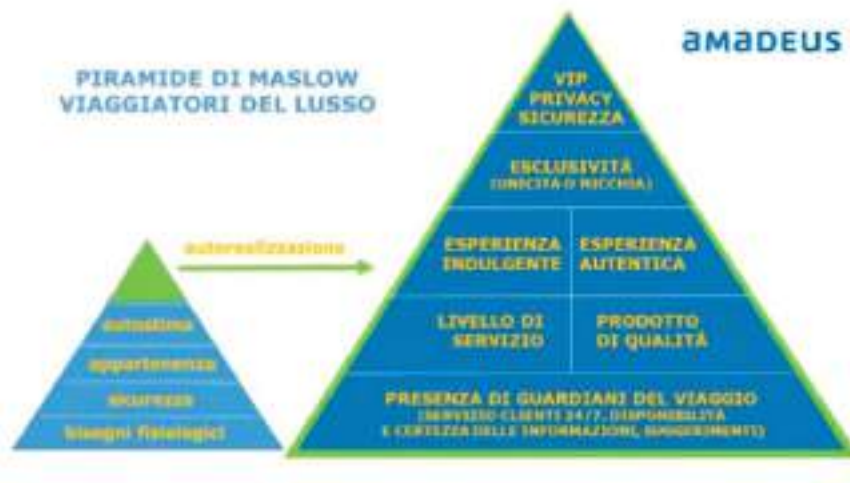 amadeus
PIRAMIDE DI MASLOW
VIAGGIATORI DEL LUSSO
VIP
PRIVACY
SICUREZZA
ESCLUSIVITÀ
(UNICITÀ O NICCHIA)
autorealizzazione
ESPERIENZA
INDULGENTE
ESPERIENZA
AUTENTICA
autostima
appartenenza
sicurezza
bisogni fisiologici
LIVELLO DI
SERVIZIO
PRODOTTO
DI QUALITÀ
PRESENZA DI GUARDIANI DEL VIAGGIO
(SERVIZIO CLIENTI 24/7, DISPONIBILITÀ
E CERTEZZA DELLE INFORMAZIONI, SUGGERIMENTI)